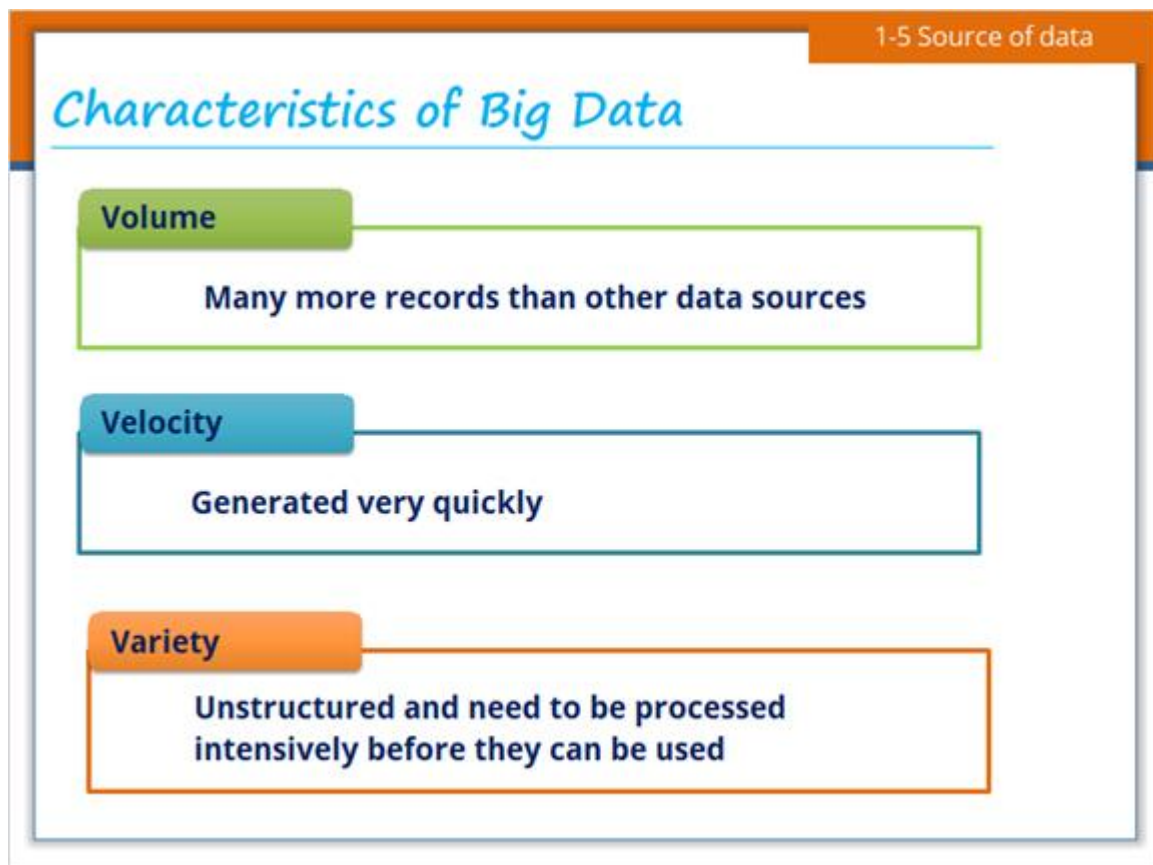 1-5 Source of data
Characteristics of Big Data
Volume
Many more records than other data sources
Velocity
Generated very quickly
Variety
Unstructured and need to be processed
intensively before they can be used